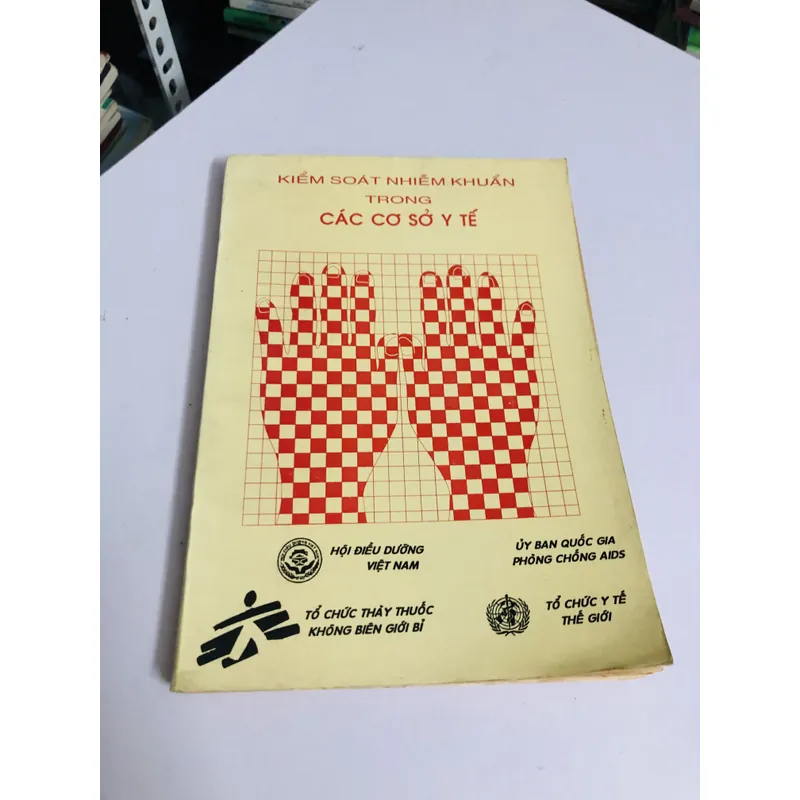 KIỂM SOÁT NHIỄM KHUẨN
TRONG
CÁC CƠ SỞ Y TẾ
HỘI ĐIỀU DƯỠNG
VIỆT NAM
ỦY BAN QUỐC GIA
PHÒNG CHỐNG AIDS
TỔ CHỨC THẦY THUỐC
KHÔNG BIÊN GIỚI BỈ
TỔ CHỨC Y TẾ
THẾ GIỚI